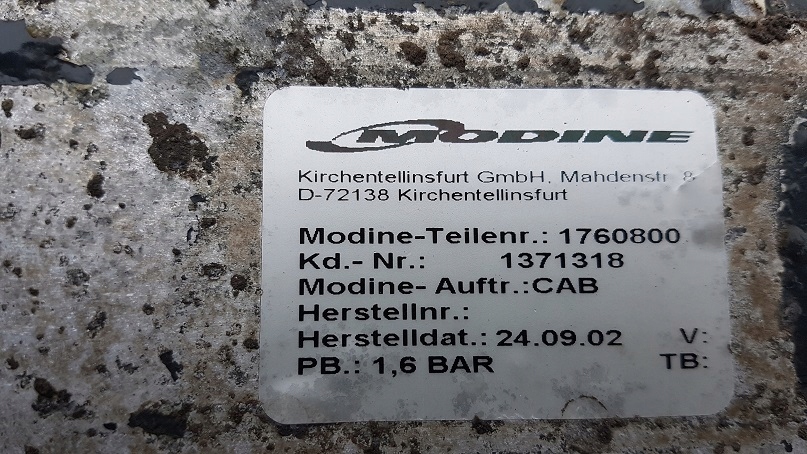 MODINE
Kirchentellinsfurt GmbH, Mahdenstr. 8
D-72138 Kirchentellinsfurt
Modine-Teilenr.: 1760800
Kd.- Nr.: 1371318
Modine- Auftr.:CAB
Herstellnr.:
Herstelldat.: 24.09.02 V:
PB.: 1,6 BAR TB: